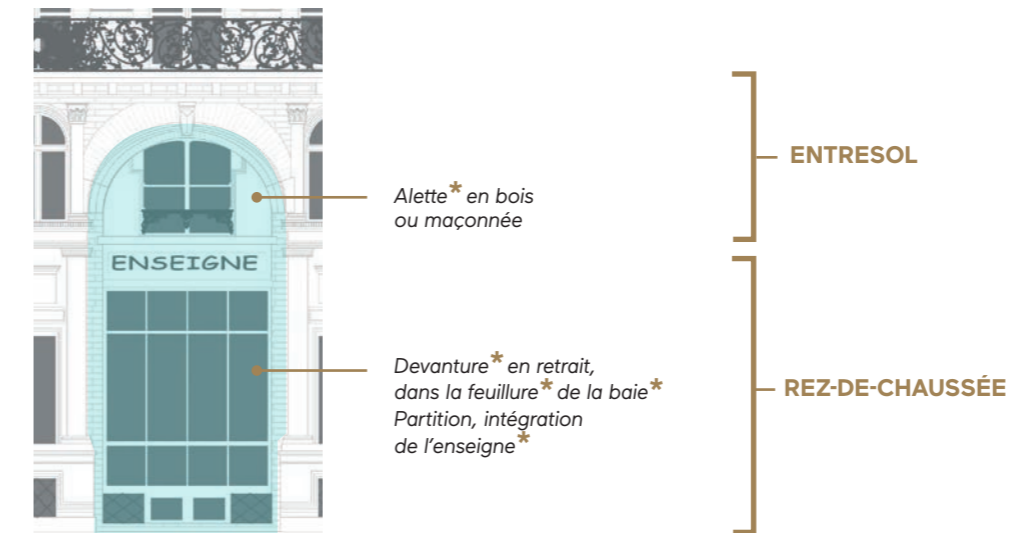 ENTRESOL
Alette* en bois
ou maçonnée
ENSEIGNE
Devanture* en retrait,
dans la feuillure* de la baie*
Partition, intégration
de l’enseigne*
REZ-DE-CHAUSSÉE